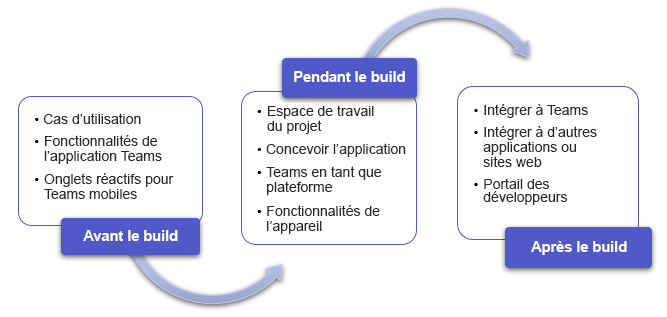 • Cas d’utilisation
• Fonctionnalités de
l’application Teams
• Onglets réactifs pour
Teams mobiles
Avant le build
Pendant le build
• Espace de travail
du projet
• Concevoir l’application
• Teams en tant que
plateforme
• Fonctionnalités de
l’appareil
• Intégrer à Teams
• Intégrer à d’autres
applications ou
sites web
• Portail des
développeurs
Après le build